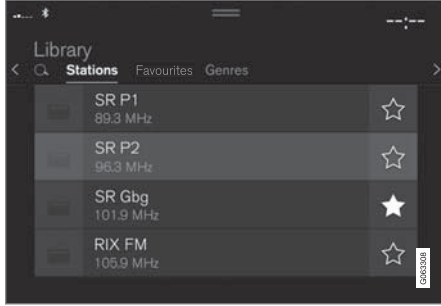 --:--
Library
Stations Favourites Genres
SR P1
89.3 MHz
SR P2
96.3 MHz
SR Gbg
101.9 MHz
RIX FM
105.9 MHz
G063308